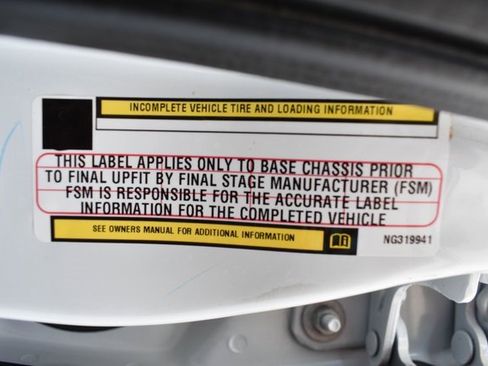 INCOMPLETE VEHICLE TIRE AND LOADING INFORMATION
THIS LABEL APPLIES ONLY TO BASE CHASSIS PRIOR
TO FINAL UPFIT BY FINAL STAGE MANUFACTURER (FSM)
FSM IS RESPONSIBLE FOR THE ACCURATE LABEL
INFORMATION FOR THE COMPLETED VEHICLE
SEE OWNERS MANUAL FOR ADDITIONAL INFORMATION
NG319941